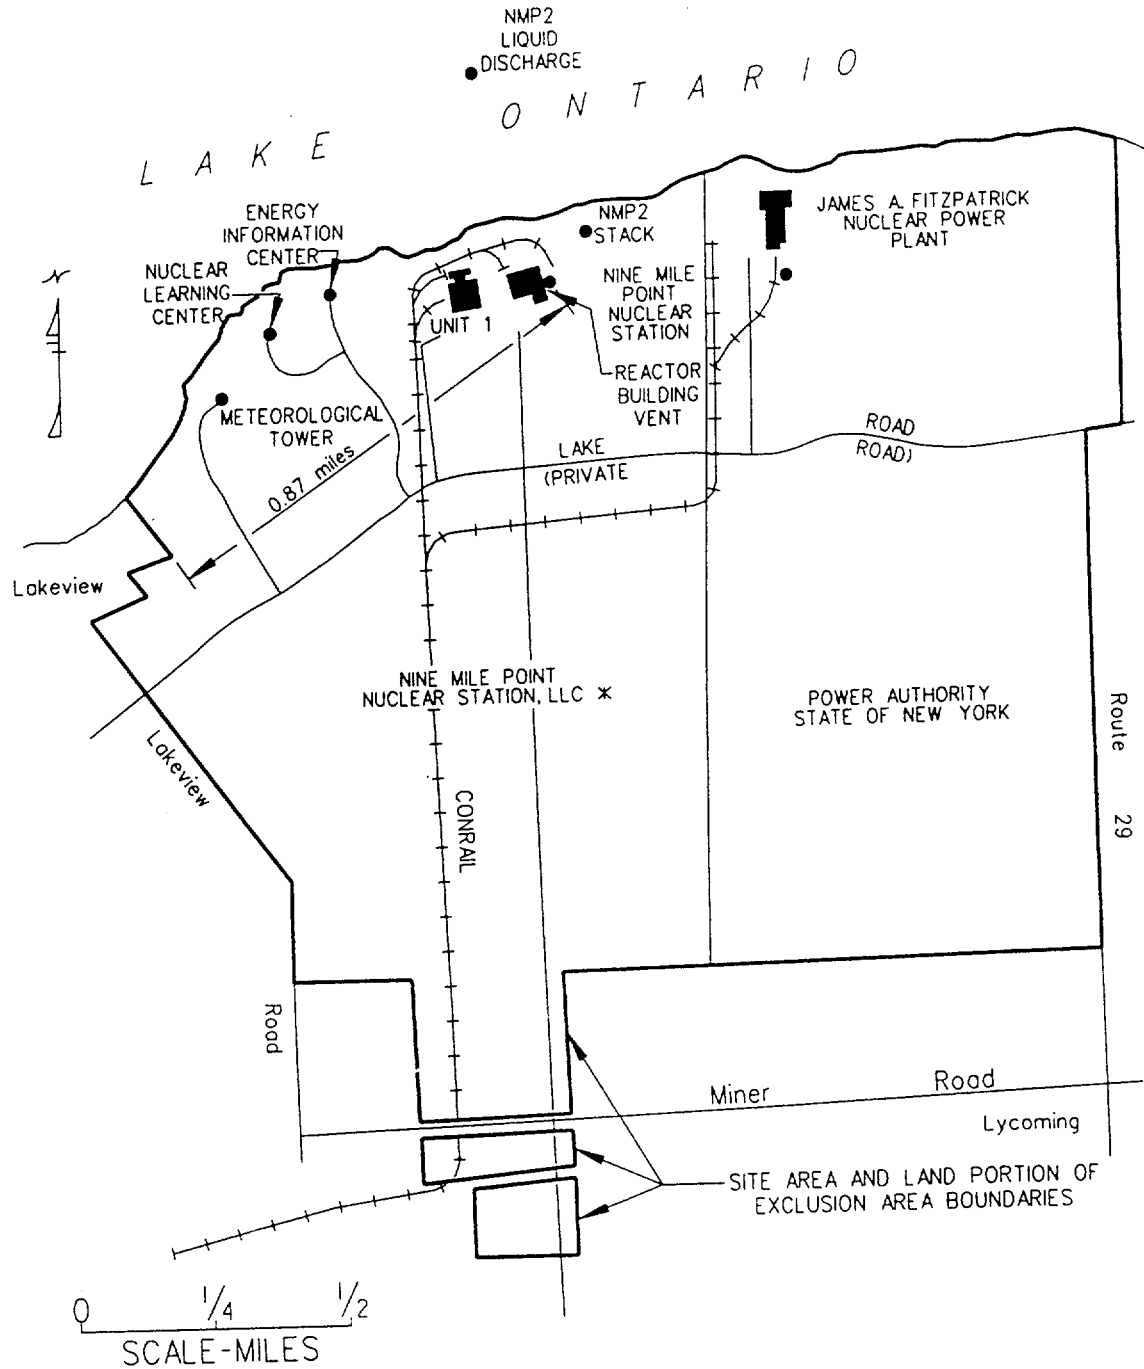 NMP2
LIQUID
DISCHARGE
LAKE ONTARIO
ENERGY
INFORMATION
CENTER
NUCLEAR
LEARNING
CENTER
N
NMP2
STACK
JAMES A. FITZPATRICK
NUCLEAR POWER
PLANT
NINE MILE
POINT
NUCLEAR
STATION
UNIT 1
REACTOR
BUILDING
VENT
METEOROLOGICAL
TOWER
0.87 miles
LAKE ROAD
(PRIVATE ROAD)
Lakeview
NINE MILE POINT
NUCLEAR STATION, LLC *
POWER AUTHORITY
STATE OF NEW YORK
Route 29
Lakeview
CONRAIL
Road
Miner Road
Lycoming
SITE AREA AND LAND PORTION OF
EXCLUSION AREA BOUNDARIES
0 1/4 1/2
SCALE-MILES